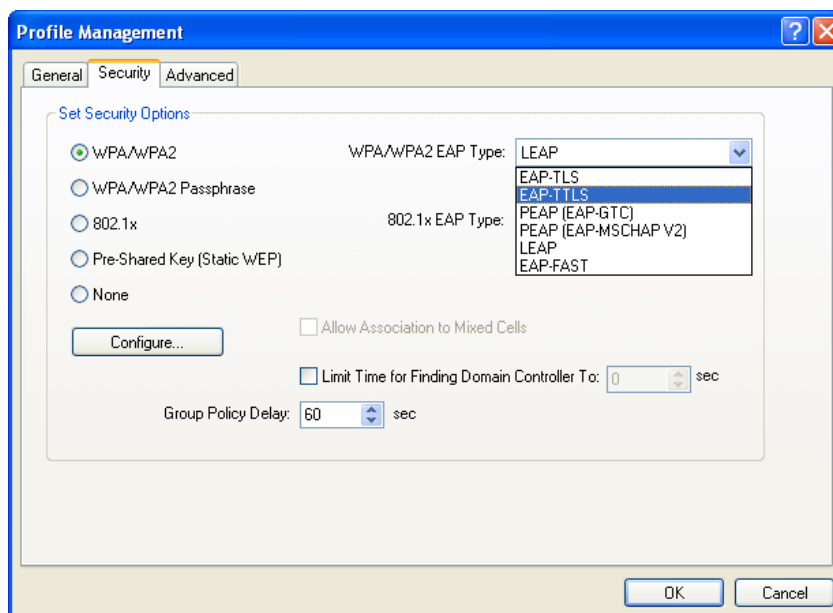 Profile Management
General Security Advanced
Set Security Options
WPA/WPA2 WPA/WPA2 EAP Type: LEAP
EAP-TLS
WPA/WPA2 Passphrase EAP-TTLS
PEAP (EAP-GTC)
802.1x 802.1x EAP Type: PEAP (EAP-MSCHAP V2)
LEAP
Pre-Shared Key (Static WEP) EAP-FAST
None
Allow Association to Mixed Cells
Configure...
Limit Time for Finding Domain Controller To: 0 sec
Group Policy Delay: 60 sec
OK Cancel